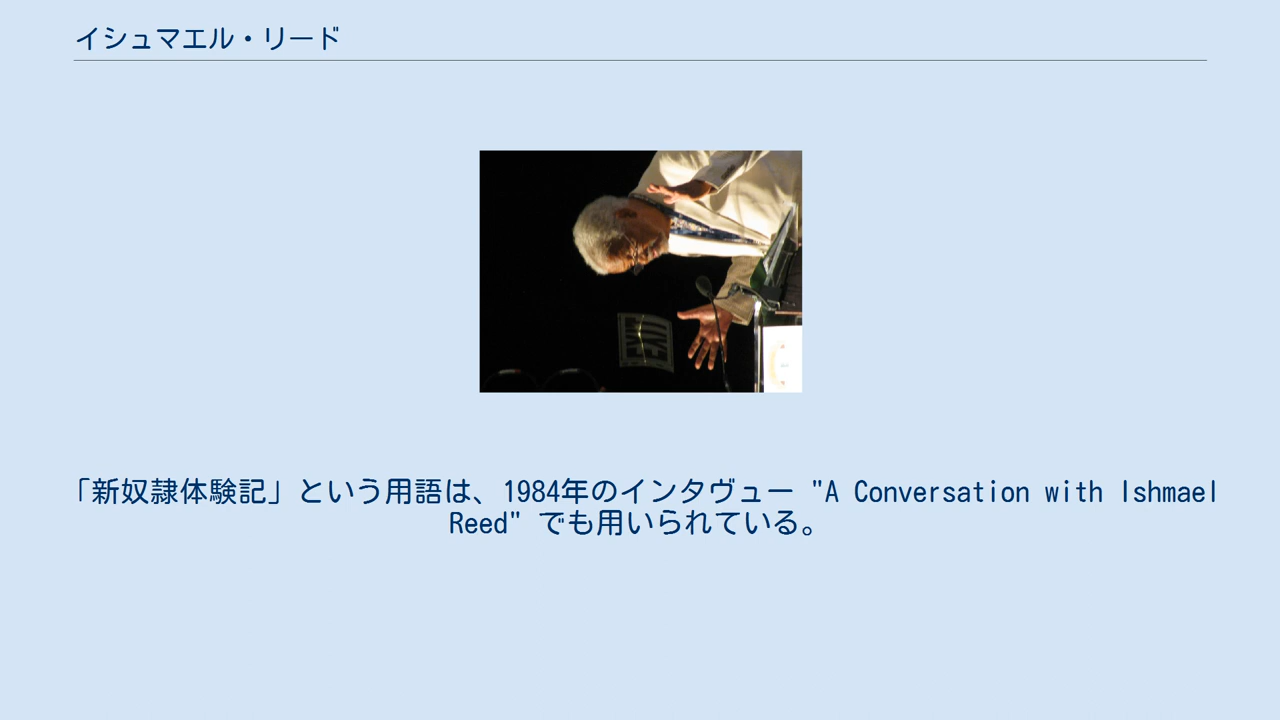 イシュマエル・リード
EXIT
「新奴隷体験記」という用語は、1984年のインタヴュー "A Conversation with Ishmael
Reed" でも用いられている。